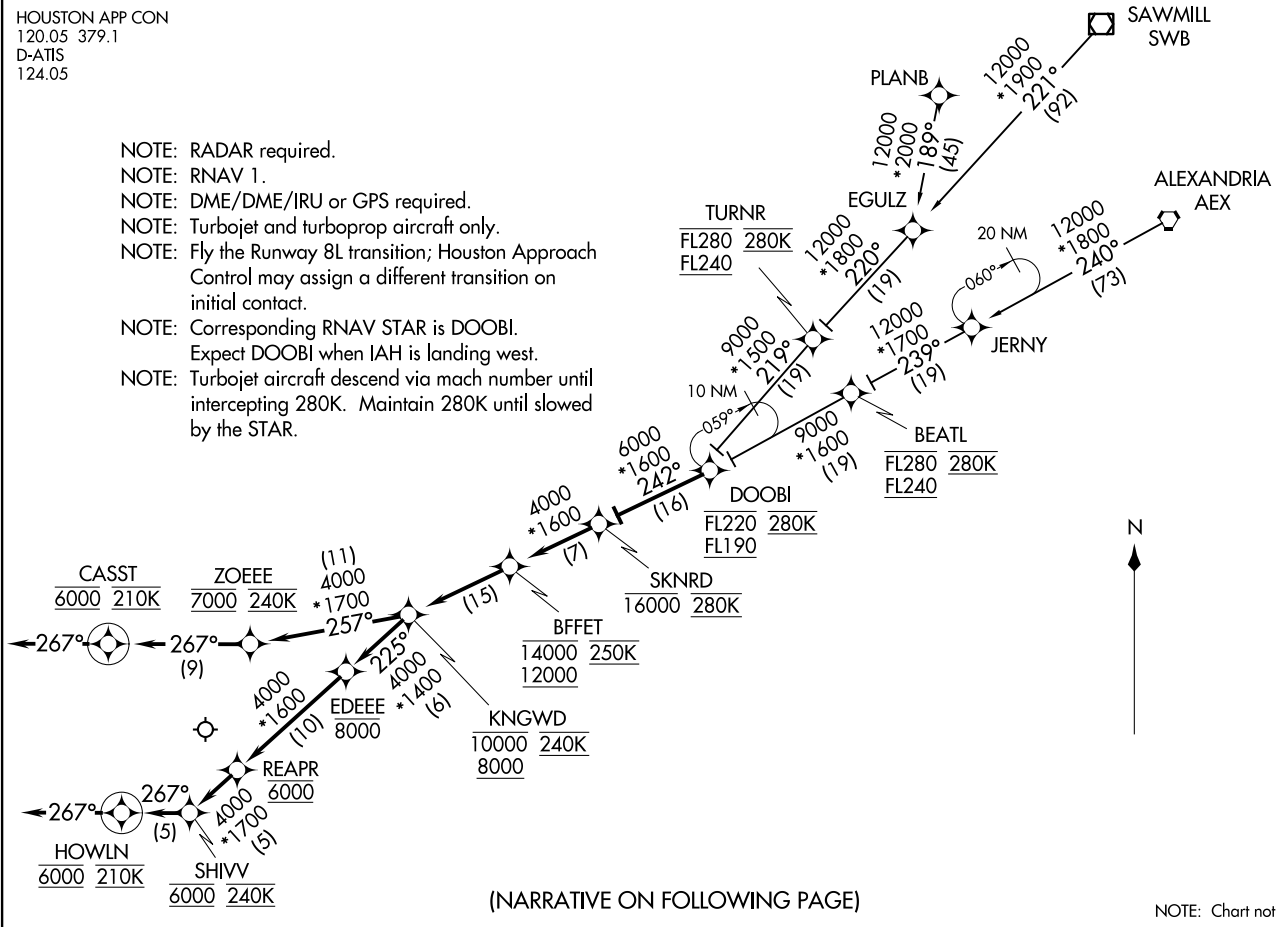 HOUSTON APP CON
120.05 379.1
D-ATIS
124.05
NOTE: RADAR required.
NOTE: RNAV 1.
NOTE: DME/DME/IRU or GPS required.
NOTE: Turbojet and turboprop aircraft only.
NOTE: Fly the Runway 8L transition; Houston Approach
Control may assign a different transition on
initial contact.
NOTE: Corresponding RNAV STAR is DOOBI.
Expect DOOBI when IAH is landing west.
NOTE: Turbojet aircraft descend via mach number until
intercepting 280K. Maintain 280K until slowed
by the STAR.
SAWMILL
SWB
12000
*1900
221°
(92)
PLANB
12000
*2000
189°
(45)
EGULZ
ALEXANDRIA
AEX
12000
*1800
240°
(73)
20 NM
060°
JERNY
TURNR
FL280 280K
FL240
12000
*1800
220°
(19)
12000
*1700
239°
(19)
9000
*1500
219°
(19)
10 NM
059°
BEATL
FL280 280K
FL240
9000
*1600
(19)
DOOBI
FL220 280K
FL190
6000
*1600
242°
(16)
SKNRD
16000 280K
4000
*1600
(7)
BFFET
14000 250K
12000
(15)
KNGWD
10000 240K
8000
(11)
4000
*1700
257°
ZOEEE
7000 240K
CASST
6000 210K
267°
(9)
267°
225°
4000
*1400
(6)
EDEEE
8000
4000
*1600
(10)
REAPR
6000
4000
*1700
(5)
SHIVV
6000 240K
267°
(5)
267°
HOWLN
6000 210K
N
(NARRATIVE ON FOLLOWING PAGE)
NOTE: Chart not